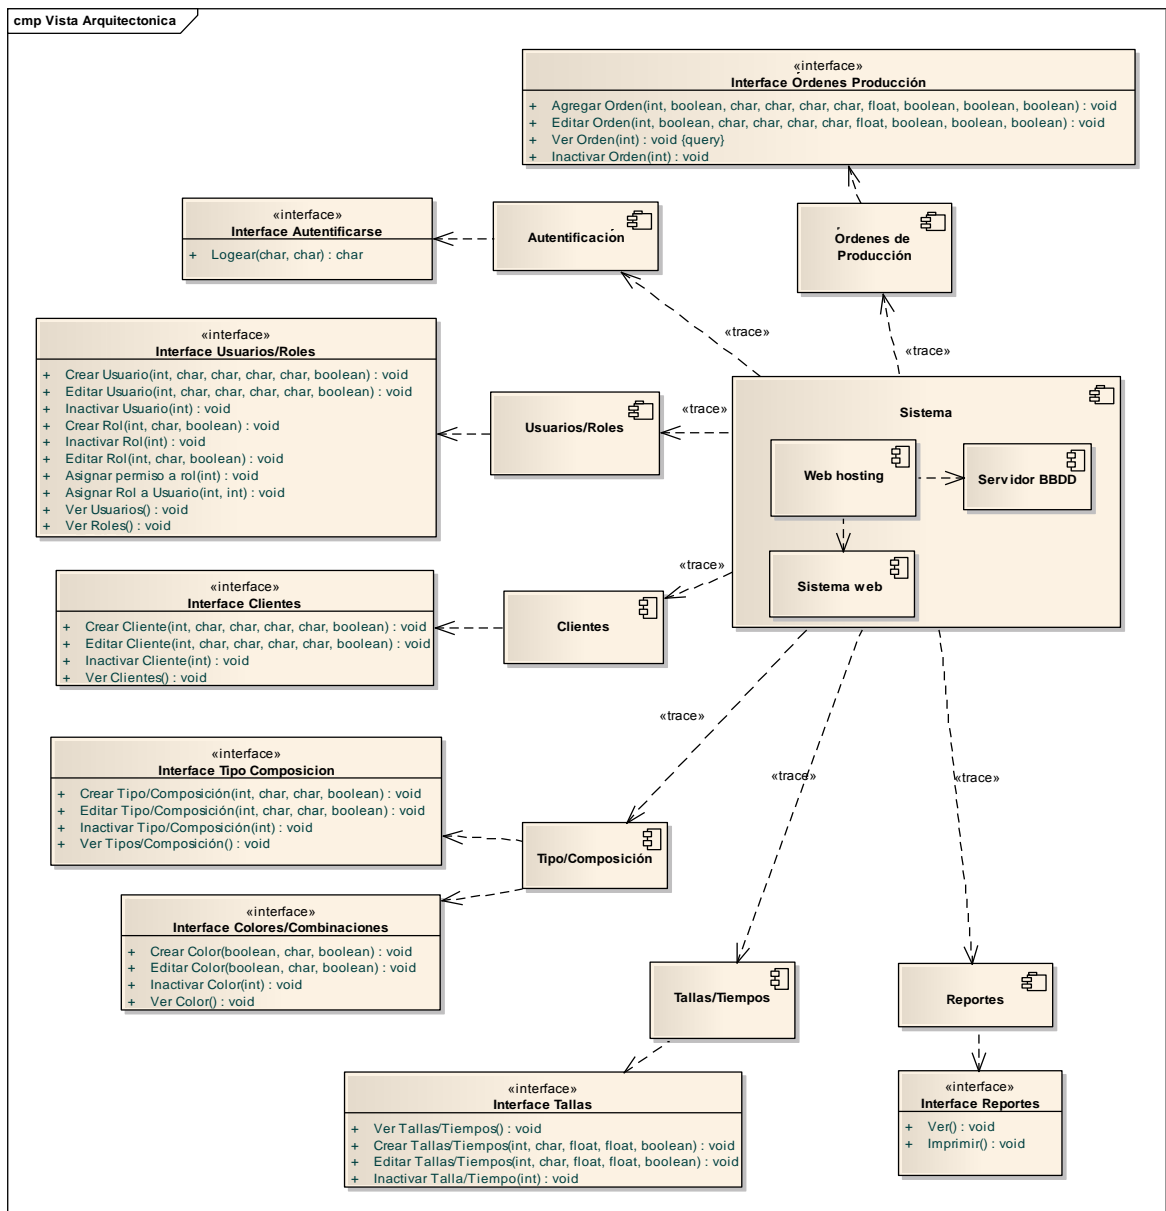 cmp Vista Arquitectonica
«interface»
Interface Órdenes Producción
+ Agregar Orden(int, boolean, char, char, char, char, float, boolean, boolean, boolean) : void
+ Editar Orden(int, boolean, char, char, char, char, float, boolean, boolean, boolean) : void
+ Ver Orden(int) : void {query}
+ Inactivar Orden(int) : void
«interface»
Interface Autentificarse
+ Logear(char, char) : char
Autentificación
Órdenes de
Producción
«trace»
«trace»
«interface»
Interface Usuarios/Roles
+ Crear Usuario(int, char, char, char, char, boolean) : void
+ Editar Usuario(int, char, char, char, char, boolean) : void
+ Inactivar Usuario(int) : void
+ Crear Rol(int, char, boolean) : void
+ Inactivar Rol(int) : void
+ Editar Rol(int, char, boolean) : void
+ Asignar permiso a rol(int) : void
+ Asignar Rol a Usuario(int, int) : void
+ Ver Usuarios() : void
+ Ver Roles() : void
Usuarios/Roles
«trace»
Sistema
Web hosting
Servidor BBDD
Sistema web
«trace»
«interface»
Interface Clientes
+ Crear Cliente(int, char, char, char, char, boolean) : void
+ Editar Cliente(int, char, char, char, char, boolean) : void
+ Inactivar Cliente(int) : void
+ Ver Clientes() : void
Clientes
«trace»
«trace»
«trace»
«interface»
Interface Tipo Composicion
+ Crear Tipo/Composición(int, char, char, boolean) : void
+ Editar Tipo/Composición(int, char, char, boolean) : void
+ Inactivar Tipo/Composición(int) : void
+ Ver Tipos/Composición() : void
Tipo/Composición
«interface»
Interface Colores/Combinaciones
+ Crear Color(boolean, char, boolean) : void
+ Editar Color(boolean, char, boolean) : void
+ Inactivar Color(int) : void
+ Ver Color() : void
Tallas/Tiempos
Reportes
«interface»
Interface Tallas
+ Ver Tallas/Tiempos() : void
+ Crear Tallas/Tiempos(int, char, float, float, boolean) : void
+ Editar Tallas/Tiempos(int, char, float, float, boolean) : void
+ Inactivar Talla/Tiempo(int) : void
«interface»
Interface Reportes
+ Ver() : void
+ Imprimir() : void